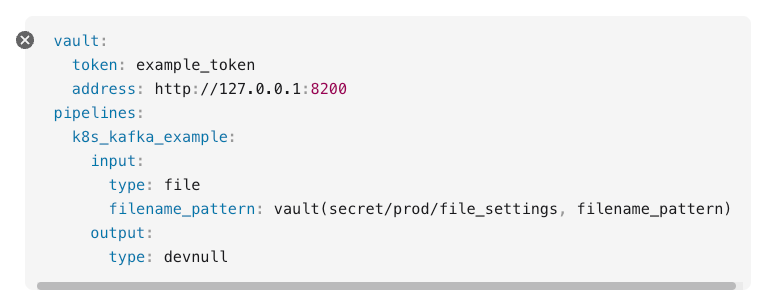 vault:
  token: example_token
  address: http://127.0.0.1:8200
pipelines:
  k8s_kafka_example:
    input:
      type: file
      filename_pattern: vault(secret/prod/file_settings, filename_pattern)
    output:
      type: devnull